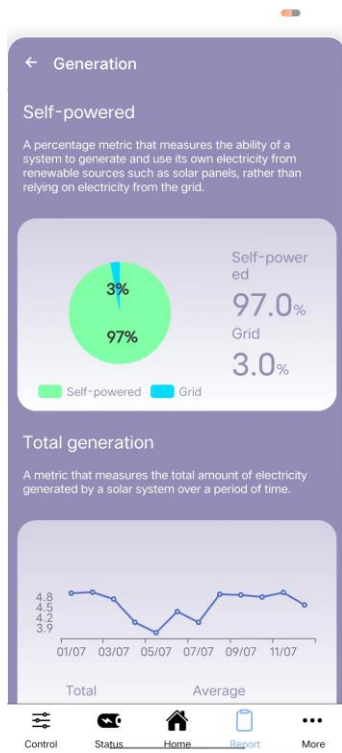 Generation
Self-powered
A percentage metric that measures the ability of a
system to generate and use its own electricity from
renewable sources such as solar panels, rather than
relying on electricity from the grid.
3%
97%
Self-powered Grid
Self-power
ed
97.0%
Grid
3.0%
Total generation
A metric that measures the total amount of electricity
generated by a solar system over a period of time.
4.8
4.5
4.2
3.9
01/07 03/07 05/07 07/07 09/07 11/07
Total Average
Control Status Home Report More